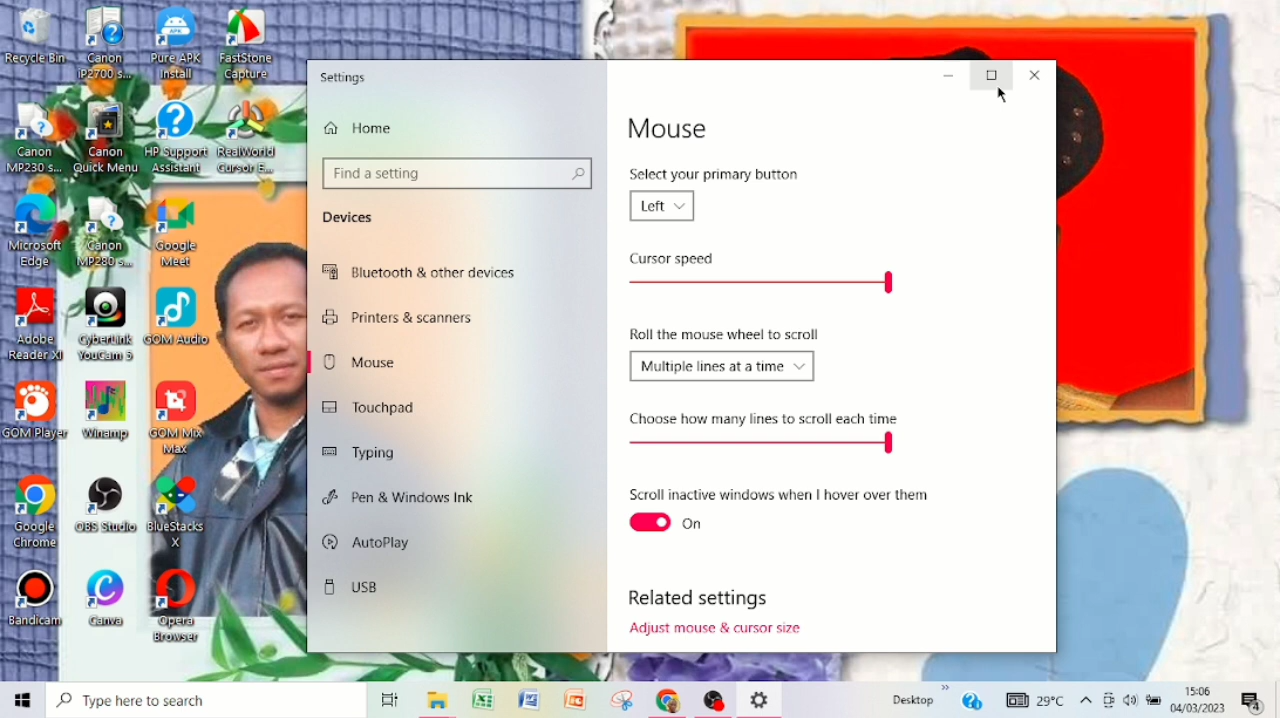 Recycle Bin
Canon
iP2700 s...
Pure APK
Install
FastStone
Capture
Canon
MP230 s...
Canon
Quick Menu
HP Support
Assistant
RealWorld
Cursor E...
Microsoft
Edge
Canon
MP280 s...
Google
Meet
Adobe
Reader XI
CyberLink
YouCam 5
GOM Audio
GOM Player
Winamp
GOM Mix
Max
Google
Chrome
OBS Studio
BlueStacks
X
Bandicam
Canva
Opera
Browser
Settings
Home
Find a setting
Devices
Bluetooth & other devices
Printers & scanners
Mouse
Touchpad
Typing
Pen & Windows Ink
AutoPlay
USB
Mouse
Select your primary button
Left
Cursor speed
Roll the mouse wheel to scroll
Multiple lines at a time
Choose how many lines to scroll each time
Scroll inactive windows when I hover over them
On
Related settings
Adjust mouse & cursor size
Type here to search
Desktop
29°C
15:06
04/03/2023
4